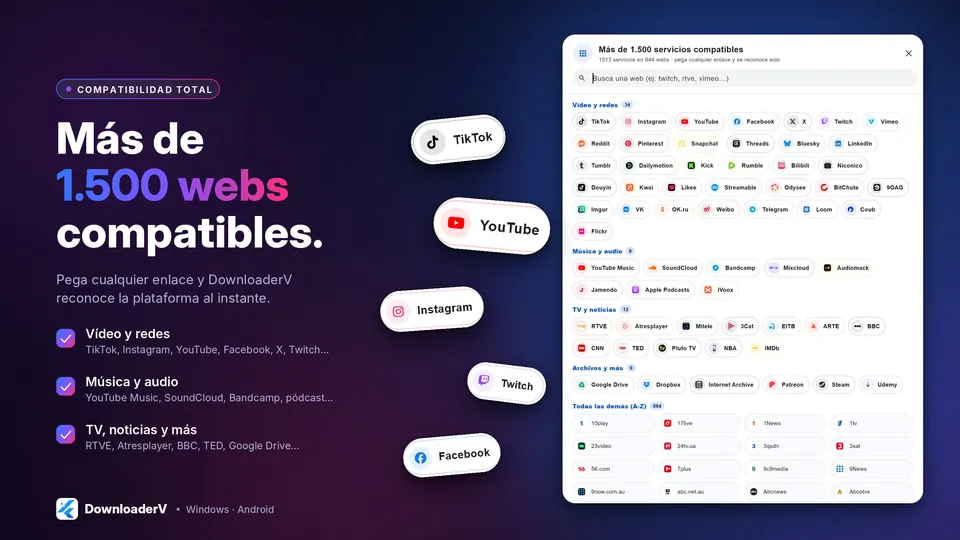 COMPATIBILIDAD TOTAL
Más de
1.500 webs
compatibles.
Pega cualquier enlace y DownloaderV
reconoce la plataforma al instante.
Vídeo y redes
TikTok, Instagram, YouTube, Facebook, X, Twitch...
Música y audio
YouTube Music, SoundCloud, Bandcamp, pódcast...
TV, noticias y más
RTVE, Atresplayer, BBC, TED, Google Drive...
DownloaderV • Windows · Android
TikTok
YouTube
Instagram
Twitch
Facebook
Más de 1.500 servicios compatibles
1513 servicios en 944 webs · pega cualquier enlace y se reconoce solo
Busca una web (ej. twitch, rtve, vimeo...)
Vídeo y redes 34
TikTok Instagram YouTube Facebook X Twitch Vimeo
Reddit Pinterest Snapchat Threads Bluesky LinkedIn
Tumblr Dailymotion Kick Rumble Bilibili Niconico
Douyin Kwai Likee Streamable Odysee BitChute 9GAG
Imgur VK OK.ru Weibo Telegram Loom Coub
Flickr
Música y audio 8
YouTube Music SoundCloud Bandcamp Mixcloud Audiomack
Jamendo Apple Podcasts iVoox
TV y noticias 12
RTVE Atresplayer Mitele 3Cat EITB ARTE BBC
CNN TED Pluto TV NBA IMDb
Archivos y más 6
Google Drive Dropbox Internet Archive Patreon Steam Udemy
Todas las demás (A-Z) 884
10play 17live 1News 1tv
23video 24tv.ua 3qsdn 3sat
56.com 7plus 9c9media 9News
9now.com.au abc.net.au Abcnews Abcotvs